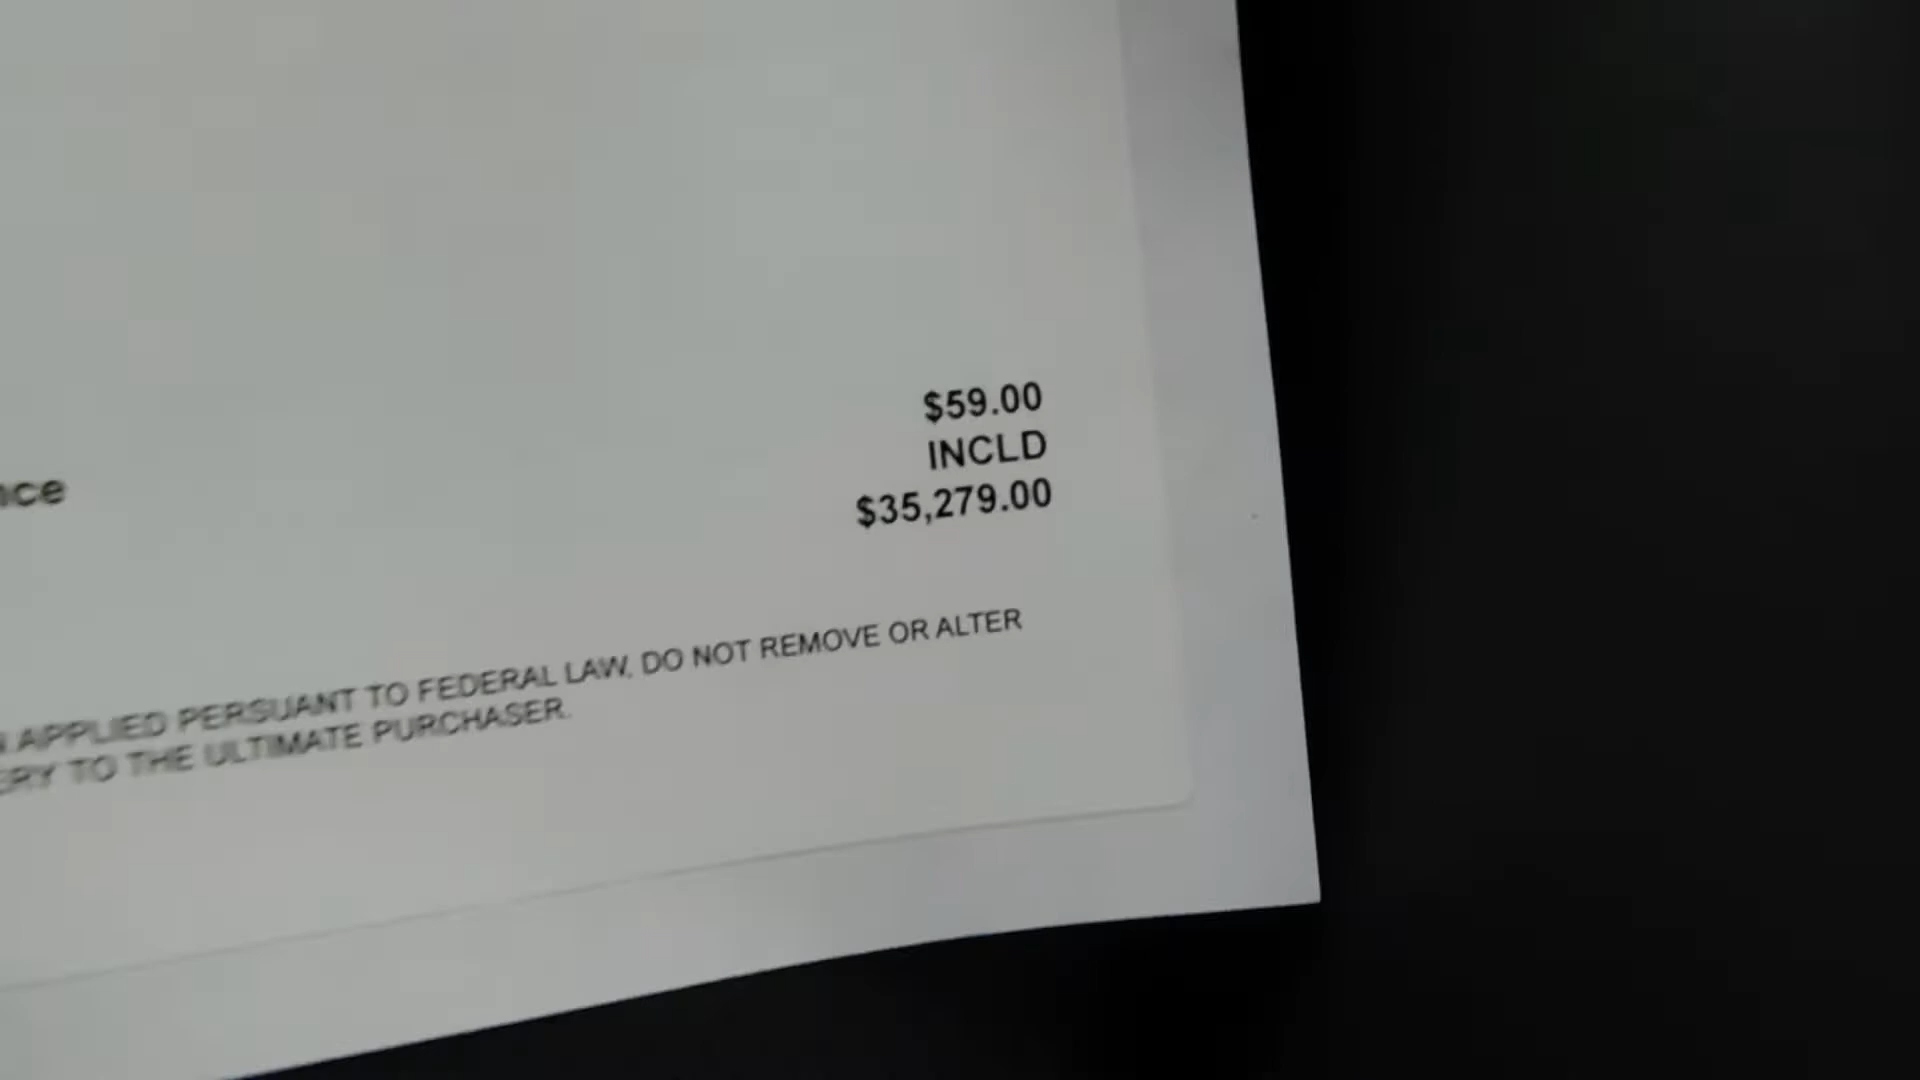 $59.00
INCLD
$35,279.00
APPLIED PERSUANT TO FEDERAL LAW, DO NOT REMOVE OR ALTER
TO THE ULTIMATE PURCHASER.